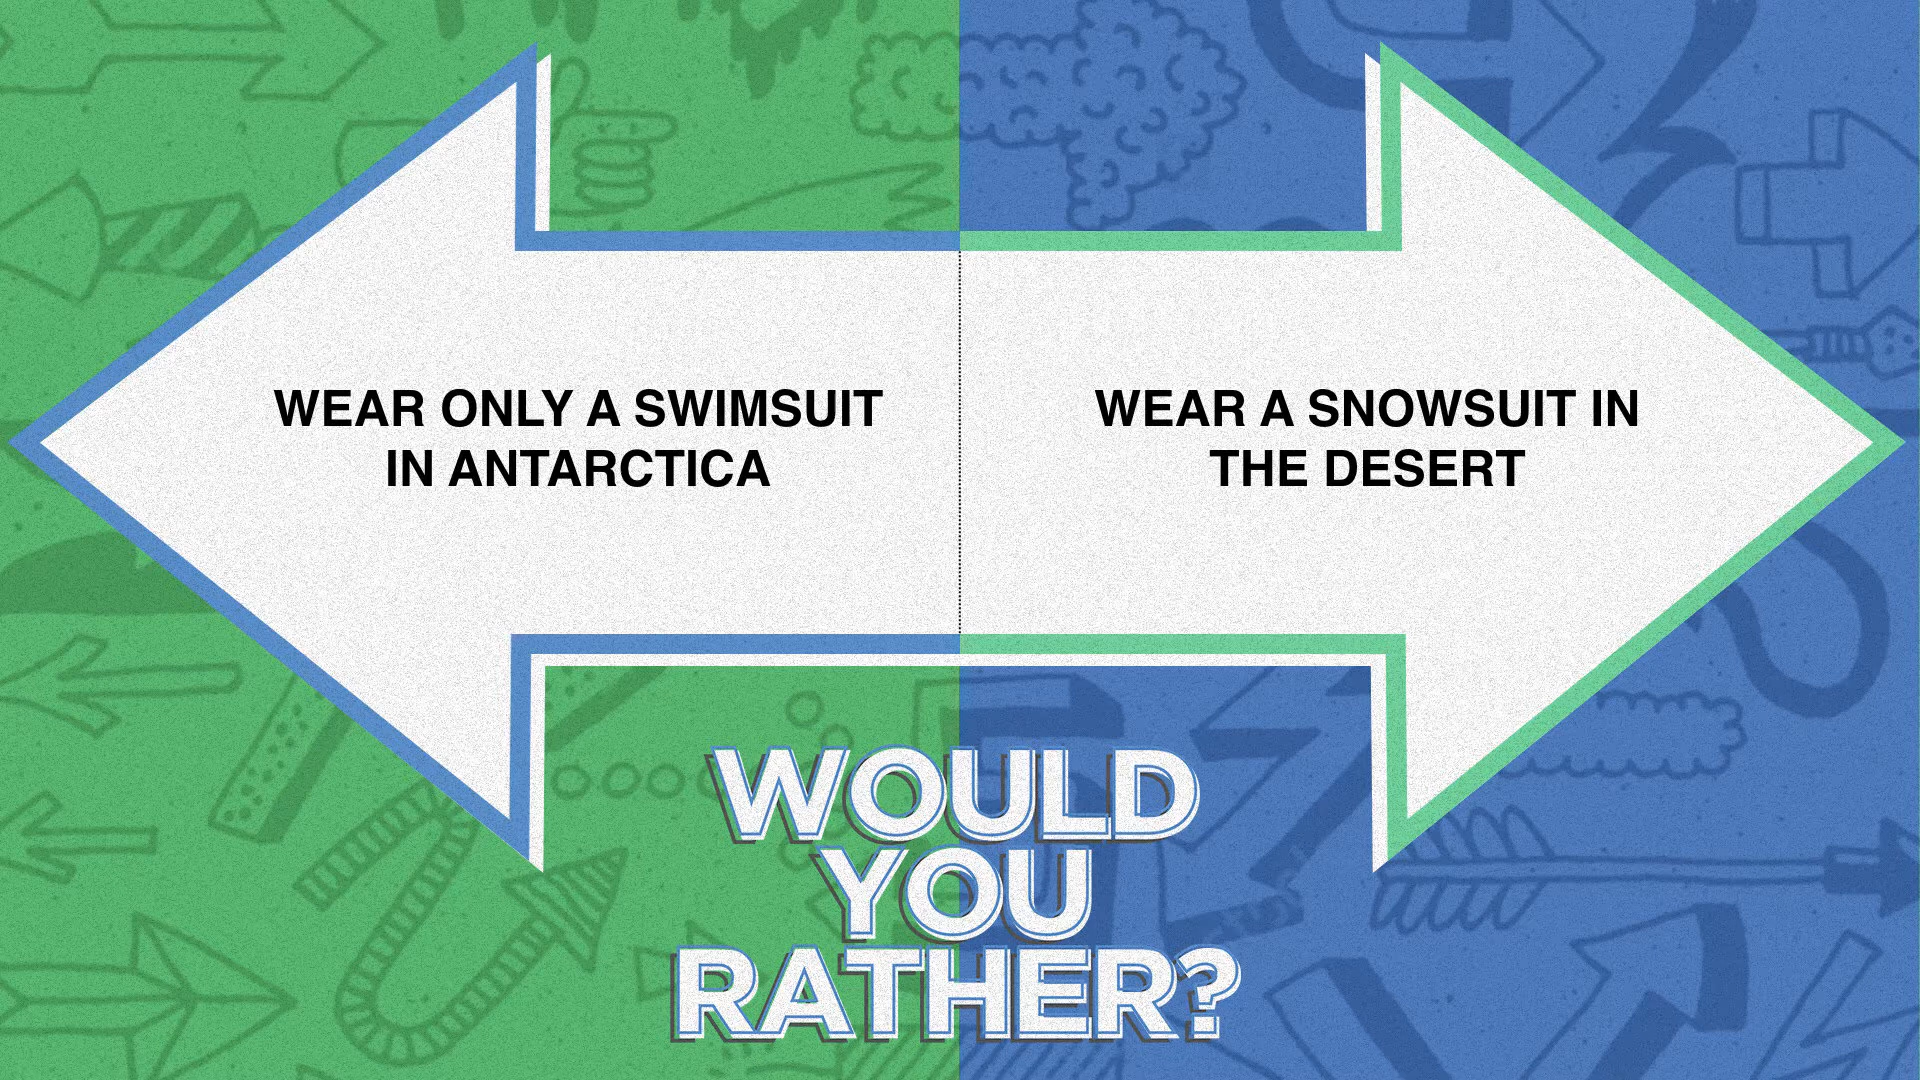 WEAR ONLY A SWIMSUIT
IN ANTARCTICA
WEAR A SNOWSUIT IN
THE DESERT
WOULD
YOU
RATHER?